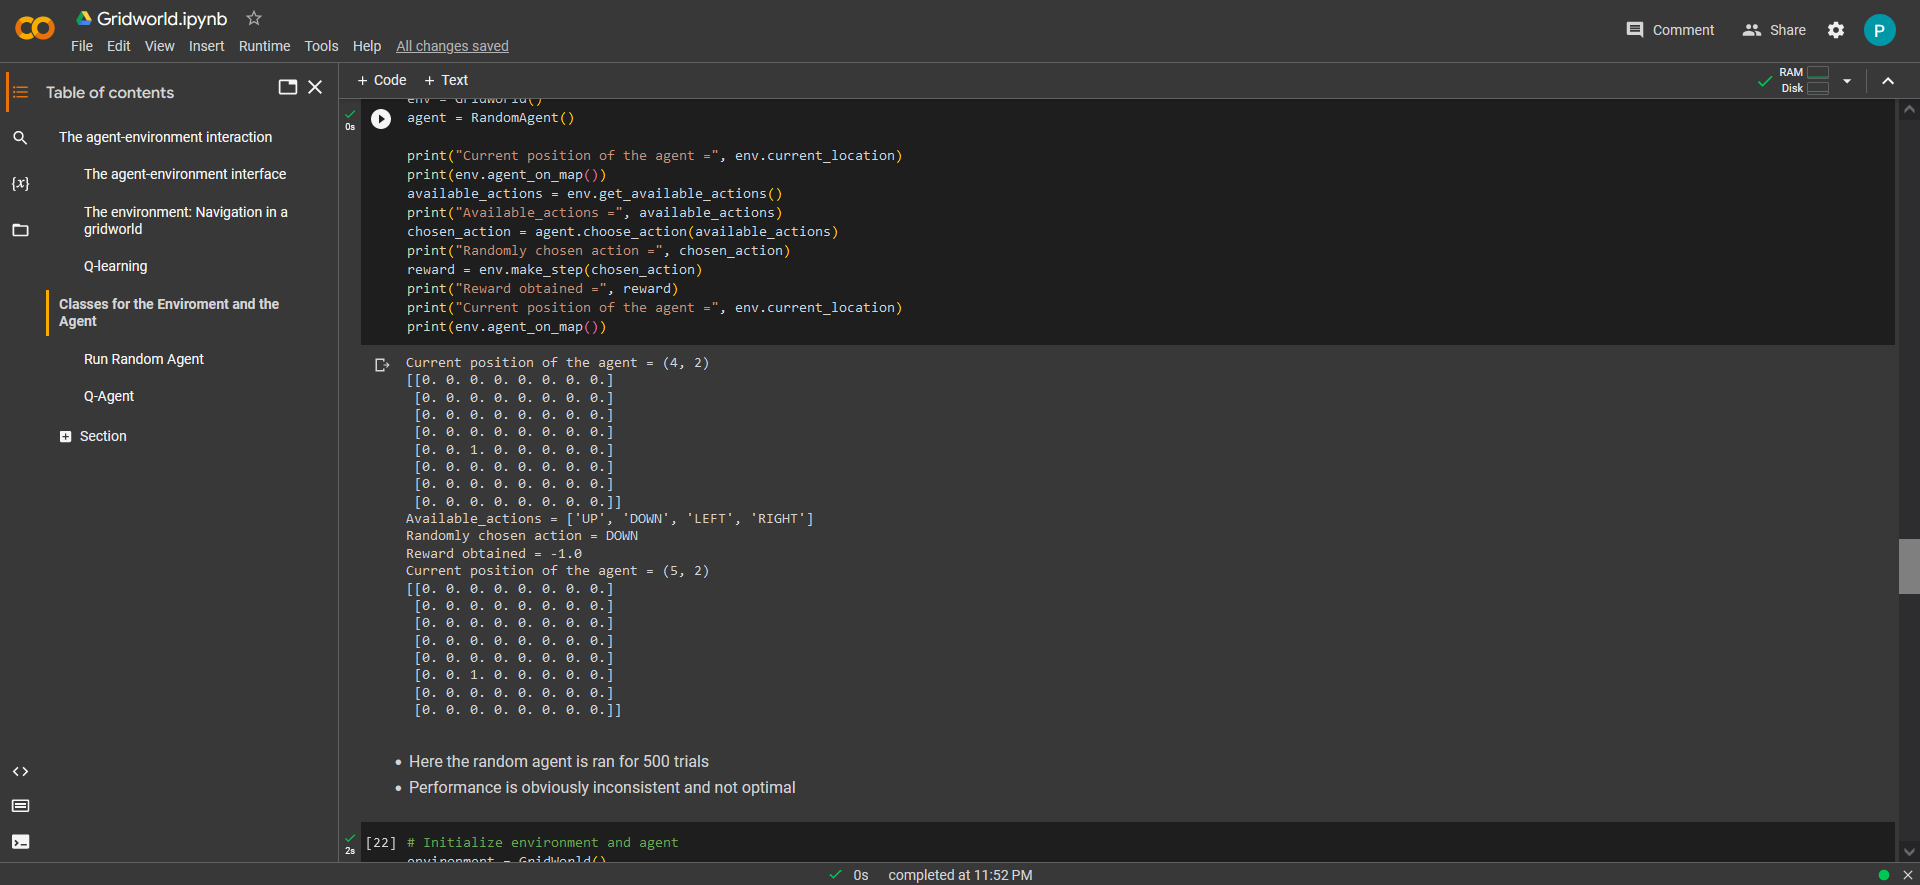 Gridworld.ipynb
File Edit View Insert Runtime Tools Help All changes saved
Comment Share P
Table of contents
The agent-environment interaction
The agent-environment interface
The environment: Navigation in a
gridworld
Q-learning
Classes for the Enviroment and the
Agent
Run Random Agent
Q-Agent
Section
{x}
+ Code + Text
RAM
Disk
0s
env = GridWorld()
agent = RandomAgent()
print("Current position of the agent =", env.current_location)
print(env.agent_on_map())
available_actions = env.get_available_actions()
print("Available_actions =", available_actions)
chosen_action = agent.choose_action(available_actions)
print("Randomly chosen action =", chosen_action)
reward = env.make_step(chosen_action)
print("Reward obtained =", reward)
print("Current position of the agent =", env.current_location)
print(env.agent_on_map())
Current position of the agent = (4, 2)
[[0. 0. 0. 0. 0. 0. 0. 0.]
[0. 0. 0. 0. 0. 0. 0. 0.]
[0. 0. 0. 0. 0. 0. 0. 0.]
[0. 0. 0. 0. 0. 0. 0. 0.]
[0. 0. 1. 0. 0. 0. 0. 0.]
[0. 0. 0. 0. 0. 0. 0. 0.]
[0. 0. 0. 0. 0. 0. 0. 0.]
[0. 0. 0. 0. 0. 0. 0. 0.]]
Available_actions = ['UP', 'DOWN', 'LEFT', 'RIGHT']
Randomly chosen action = DOWN
Reward obtained = -1.0
Current position of the agent = (5, 2)
[[0. 0. 0. 0. 0. 0. 0. 0.]
[0. 0. 0. 0. 0. 0. 0. 0.]
[0. 0. 0. 0. 0. 0. 0. 0.]
[0. 0. 0. 0. 0. 0. 0. 0.]
[0. 0. 0. 0. 0. 0. 0. 0.]
[0. 0. 1. 0. 0. 0. 0. 0.]
[0. 0. 0. 0. 0. 0. 0. 0.]
[0. 0. 0. 0. 0. 0. 0. 0.]]
• Here the random agent is ran for 500 trials
• Performance is obviously inconsistent and not optimal
2s
[22] # Initialize environment and agent
environment = GridWorld()
0s completed at 11:52 PM